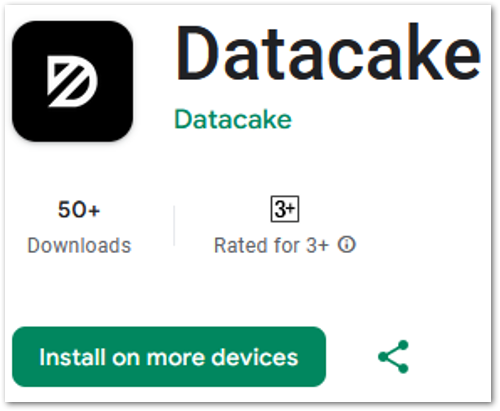 Datacake
Datacake
50+
3+
Downloads
Rated for 3+
Install on more devices